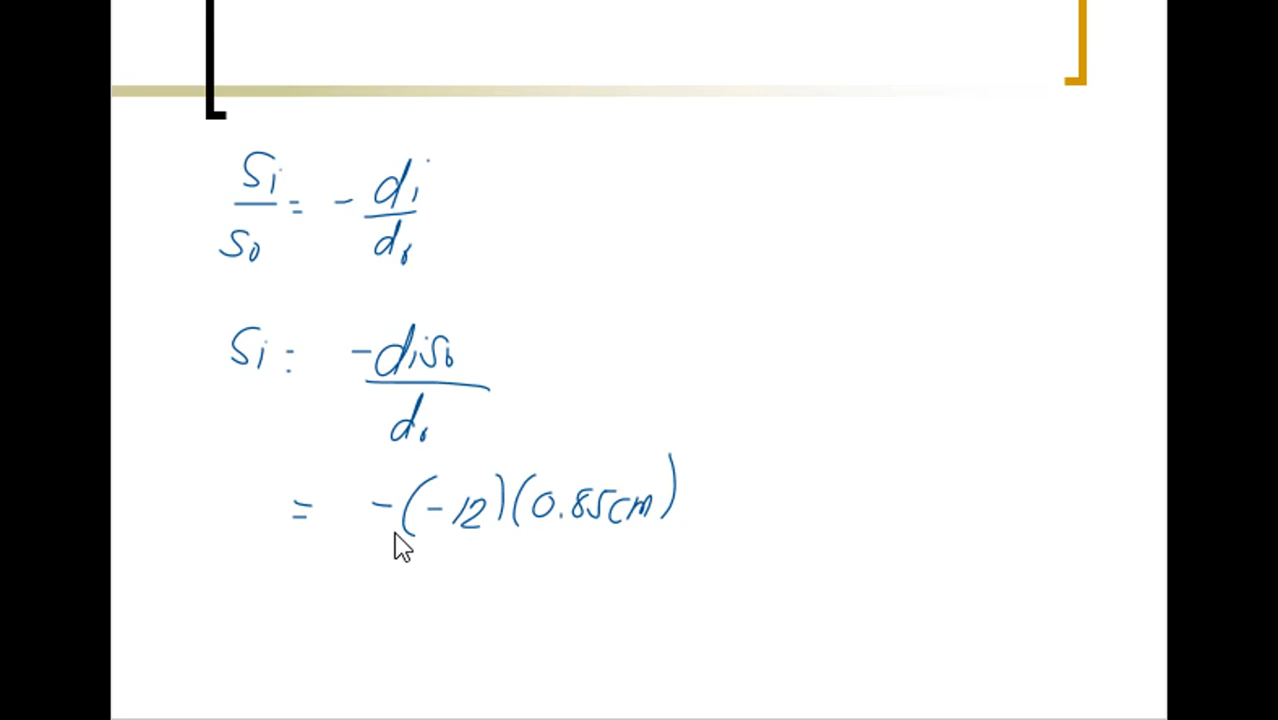 Si/So = - di/do
Si = -diso/do
= -(-12)(0.85cm)